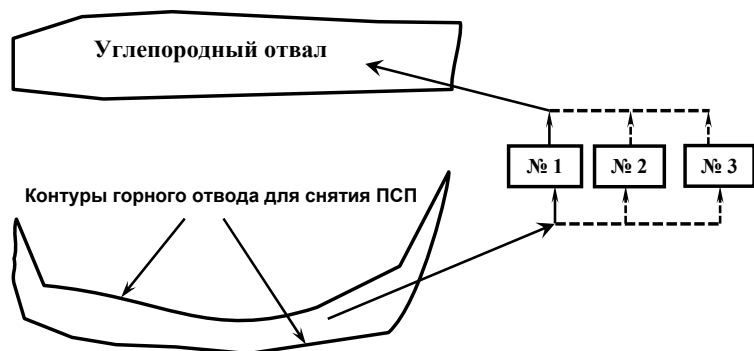 Углепородный отвал
№ 1
№ 2
№ 3
Контуры горного отвода для снятия ПСП